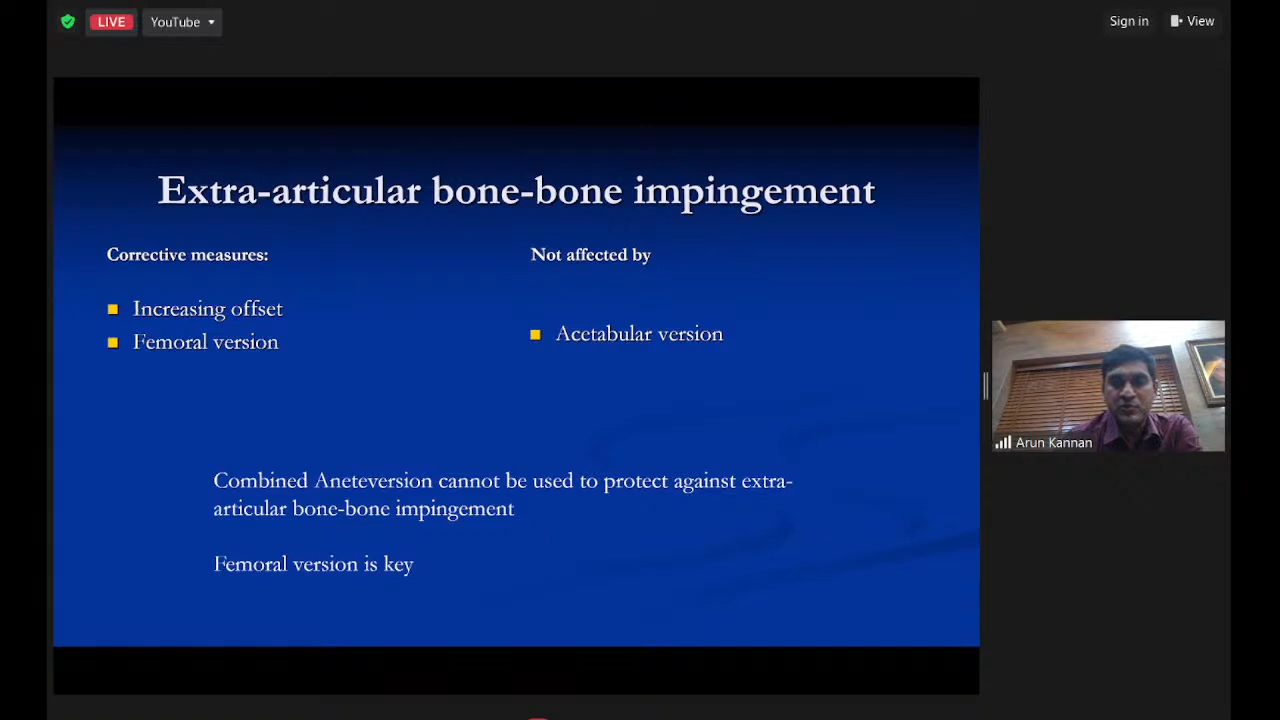 LIVE
YouTube
Sign in
View
Extra-articular bone-bone impingement
Corrective measures:
Increasing offset
Femoral version
Not affected by
Acetabular version
Combined Aneteversion cannot be used to protect against extra-
articular bone-bone impingement
Femoral version is key
Arun Kannan